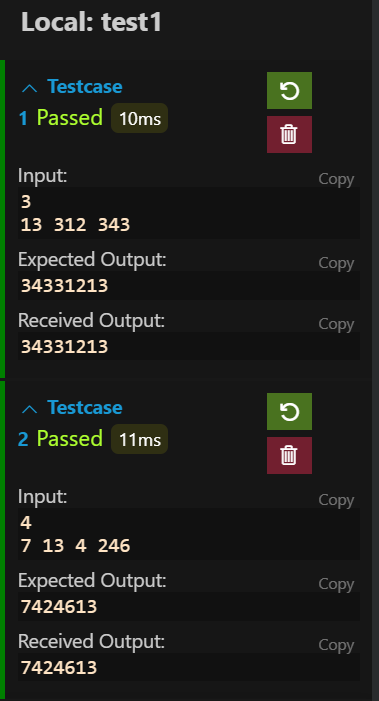 Local: test1
Testcase
1 Passed 10ms
Input: Copy
3
13 312 343
Expected Output: Copy
34331213
Received Output: Copy
34331213
Testcase
2 Passed 11ms
Input: Copy
4
7 13 4 246
Expected Output: Copy
7424613
Received Output: Copy
7424613